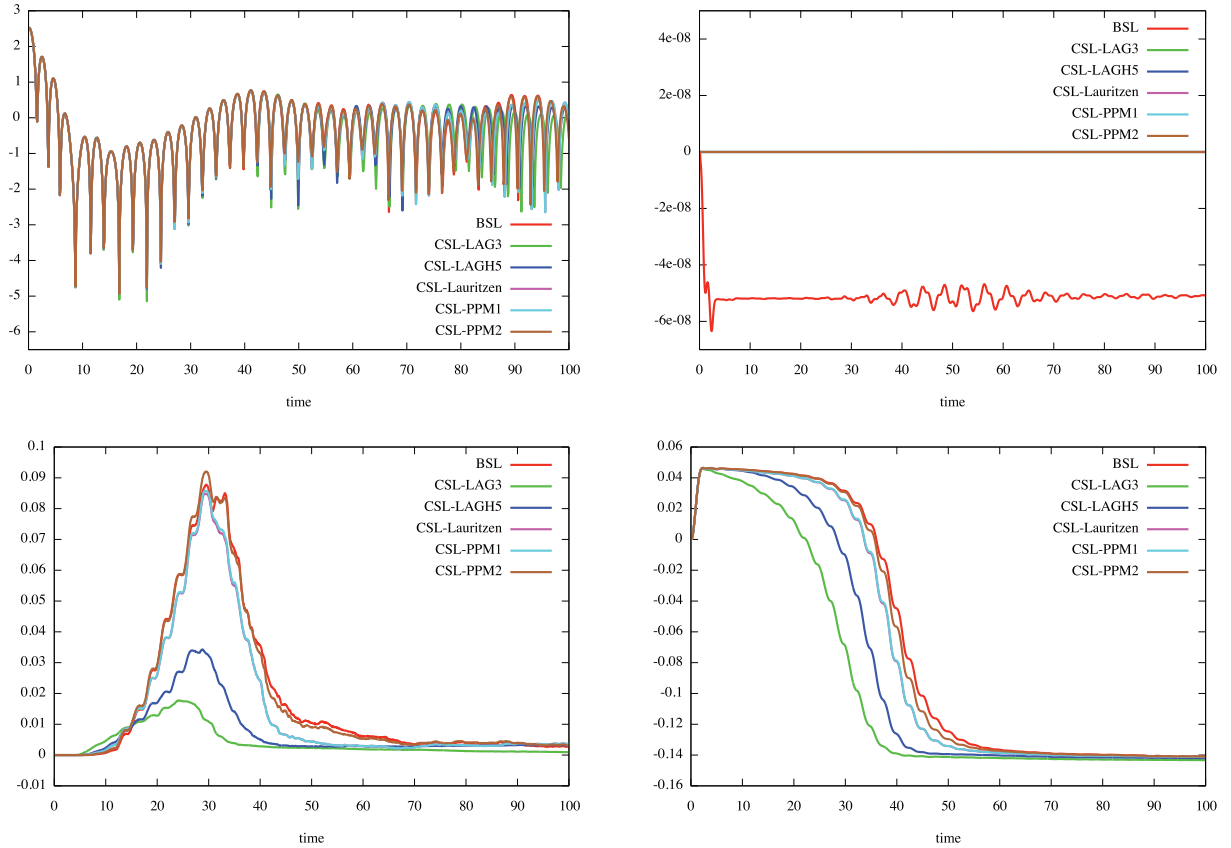 3
2
1
0
-1
-2
-3
-4
-5
-6
BSL
CSL-LAG3
CSL-LAGH5
CSL-Lauritzen
CSL-PPM1
CSL-PPM2
0 10 20 30 40 50 60 70 80 90 100
time
4e-08
2e-08
0
-2e-08
-4e-08
-6e-08
BSL
CSL-LAG3
CSL-LAGH5
CSL-Lauritzen
CSL-PPM1
CSL-PPM2
0 10 20 30 40 50 60 70 80 90 100
time
0.1
0.09
0.08
0.07
0.06
0.05
0.04
0.03
0.02
0.01
0
-0.01
BSL
CSL-LAG3
CSL-LAGH5
CSL-Lauritzen
CSL-PPM1
CSL-PPM2
0 10 20 30 40 50 60 70 80 90 100
time
0.06
0.04
0.02
0
-0.02
-0.04
-0.06
-0.08
-0.1
-0.12
-0.14
-0.16
BSL
CSL-LAG3
CSL-LAGH5
CSL-Lauritzen
CSL-PPM1
CSL-PPM2
0 10 20 30 40 50 60 70 80 90 100
time